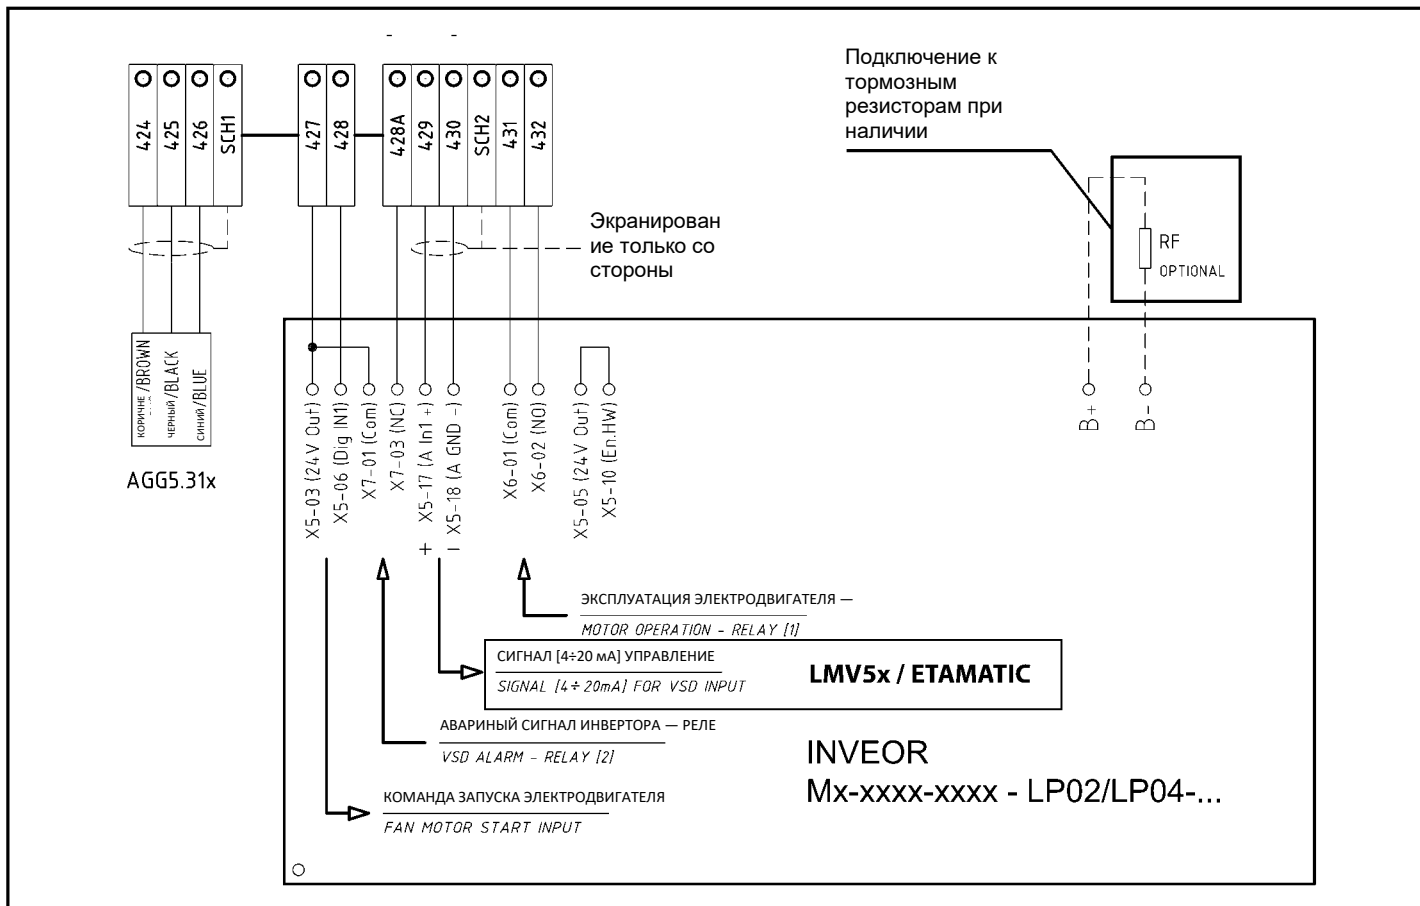 -
-
Подключение к
тормозным
резисторам при
наличии
424
425
426
SCH1
427
428
428A
429
430
SCH2
431
432
Экранирован
ие только со
стороны
RF
OPTIONAL
КОРИЧНЕ /BROWN
ЧЕРНЫЙ /BLACK
СИНИЙ /BLUE
AGG5.31x
X5-03 (24V Out)
X5-06 (Dig IN1)
X7-01 (Com)
X7-03 (NC)
+ X5-17 (A In1 +)
- X5-18 (A GND -)
X6-01 (Com)
X6-02 (NO)
X5-05 (24V Out)
X5-10 (En.HW)
B+
B-
ЭКСПЛУАТАЦИЯ ЭЛЕКТРОДВИГАТЕЛЯ —
MOTOR OPERATION - RELAY [1]
СИГНАЛ [4÷20 мА] УПРАВЛЕНИЕ
SIGNAL [4÷20mA] FOR VSD INPUT
LMV5x / ETAMATIC
АВАРИНЫЙ СИГНАЛ ИНВЕРТОРА — РЕЛЕ
VSD ALARM - RELAY [2]
INVEOR
Mx-xxxx-xxxx - LP02/LP04-...
КОМАНДА ЗАПУСКА ЭЛЕКТРОДВИГАТЕЛЯ
FAN MOTOR START INPUT